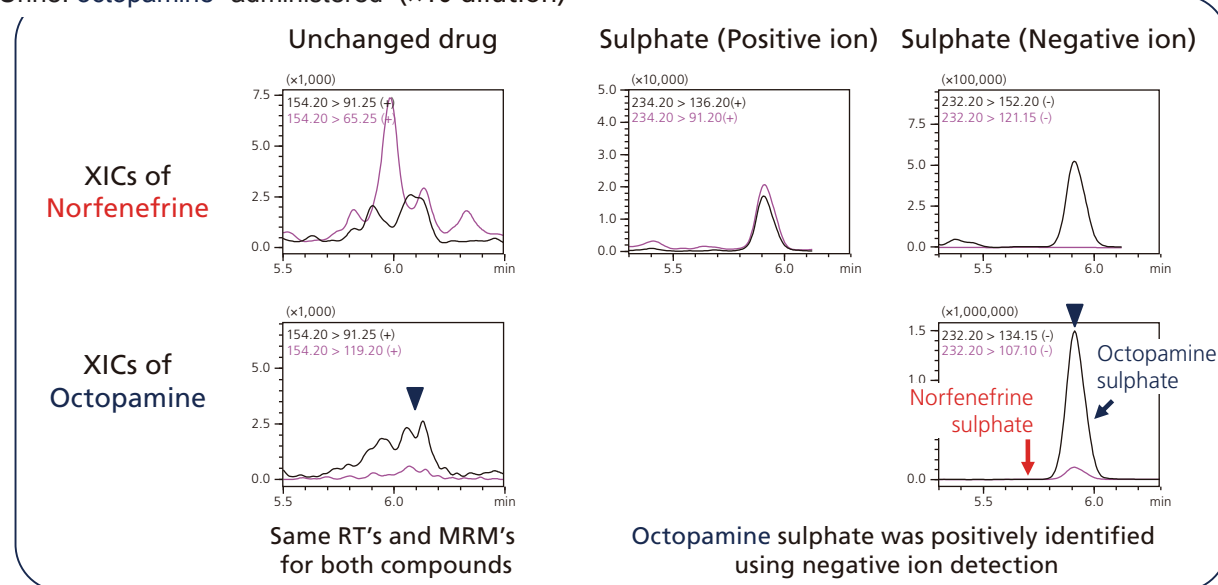 octopamine
Unchanged drug
Sulphate (Positive ion)
Sulphate (Negative ion)
XICs of
Norfenefrine
(×1,000)
154.20 > 91.25 (+)
154.20 > 65.25 (+)
7.5
5.0
2.5
0.0
5.5
6.0
min
(×10,000)
234.20 > 136.20(+)
234.20 > 91.20(+)
5.0
4.0
3.0
2.0
1.0
0.0
5.5
6.0
min
(×100,000)
232.20 > 152.20 (-)
232.20 > 121.15 (-)
7.5
5.0
2.5
0.0
5.5
6.0
min
XICs of
Octopamine
(×1,000)
154.20 > 91.25 (+)
154.20 > 119.20 (+)
5.0
2.5
0.0
5.5
6.0
min
(×1,000,000)
232.20 > 134.15 (-)
232.20 > 107.10 (-)
1.5
1.0
0.0
5.5
6.0
min
Octopamine
sulphate
Norfenefrine
sulphate
Same RT's and MRM's
for both compounds
Octopamine sulphate was positively identified
using negative ion detection